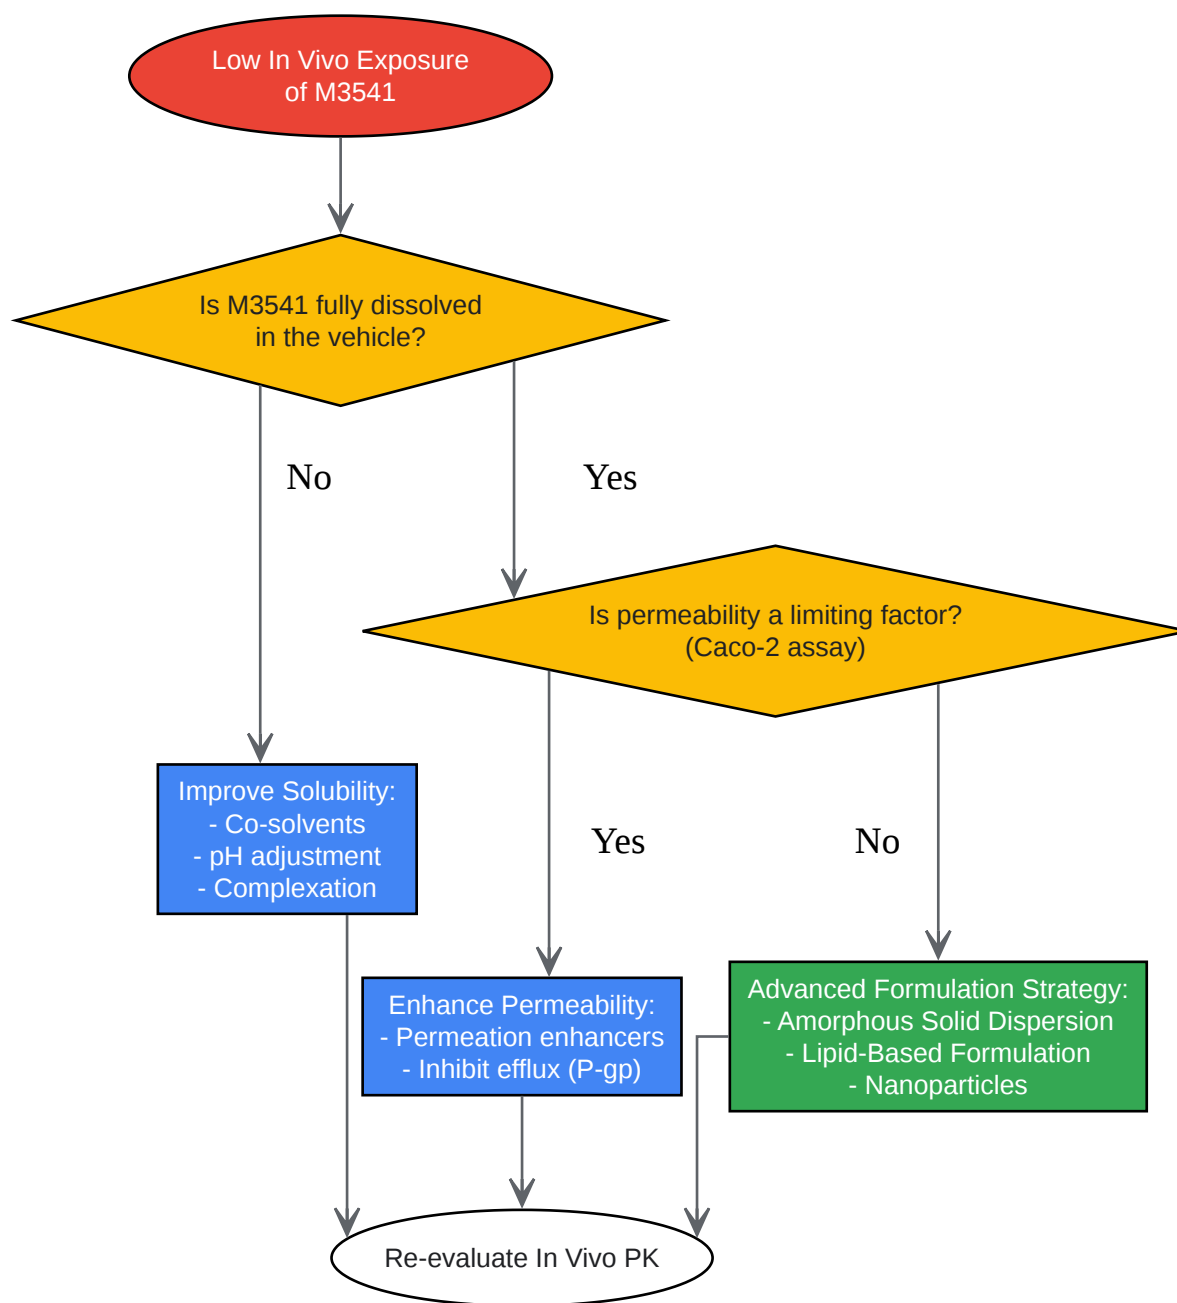 Low In Vivo Exposure
of M3541
Is M3541 fully dissolved
in the vehicle?
No
Yes
Is permeability a limiting factor?
(Caco-2 assay)
Improve Solubility:
- Co-solvents
- pH adjustment
- Complexation
Yes
No
Enhance Permeability:
- Permeation enhancers
- Inhibit efflux (P-gp)
Advanced Formulation Strategy:
- Amorphous Solid Dispersion
- Lipid-Based Formulation
- Nanoparticles
Re-evaluate In Vivo PK